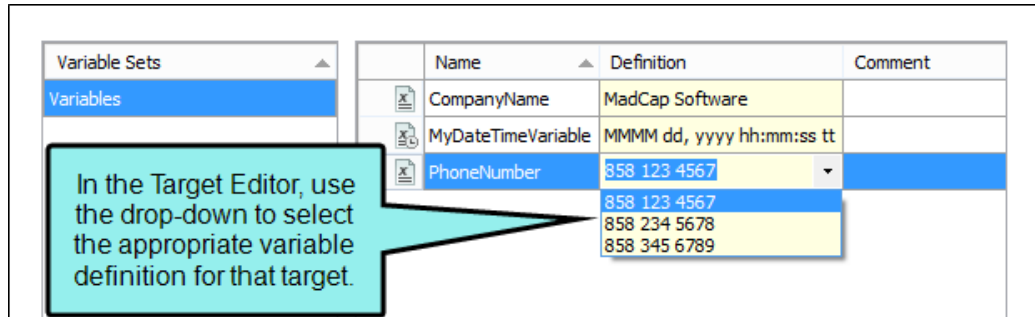 Variable Sets
Name Definition Comment
Variables
CompanyName MadCap Software
MyDateTimeVariable MMMM dd, yyyy hh:mm:ss tt
PhoneNumber 858 123 4567
858 123 4567
858 234 5678
858 345 6789
In the Target Editor, use
the drop-down to select
the appropriate variable
definition for that target.